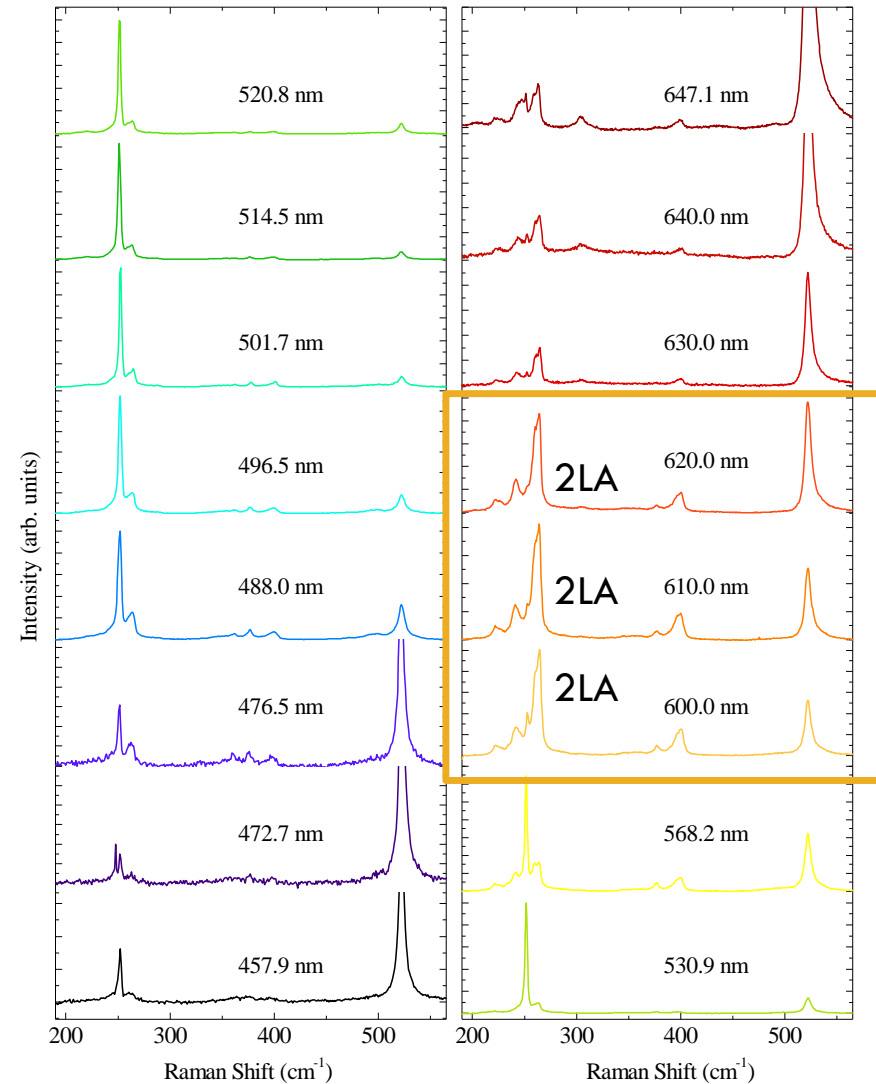 Intensity (arb. units)
520.8 nm
514.5 nm
501.7 nm
496.5 nm
488.0 nm
476.5 nm
472.7 nm
457.9 nm
200 300 400 500
Raman Shift (cm⁻¹)
647.1 nm
640.0 nm
630.0 nm
2LA 620.0 nm
2LA 610.0 nm
2LA 600.0 nm
568.2 nm
530.9 nm
200 300 400 500
Raman Shift (cm⁻¹)